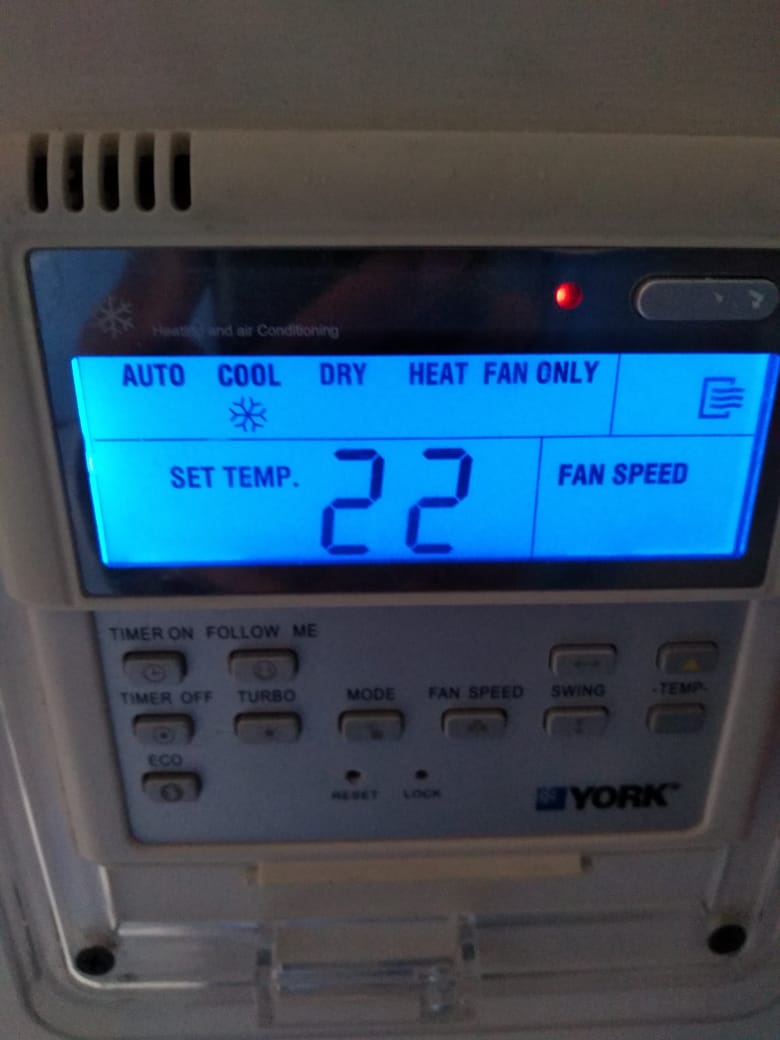 Heating and air Conditioning
AUTO COOL DRY HEAT FAN ONLY
SET TEMP. 22 FAN SPEED
TIMER ON FOLLOW ME
TIMER OFF TURBO MODE FAN SPEED SWING -TEMP-
ECO
RESET LOCK
YORK